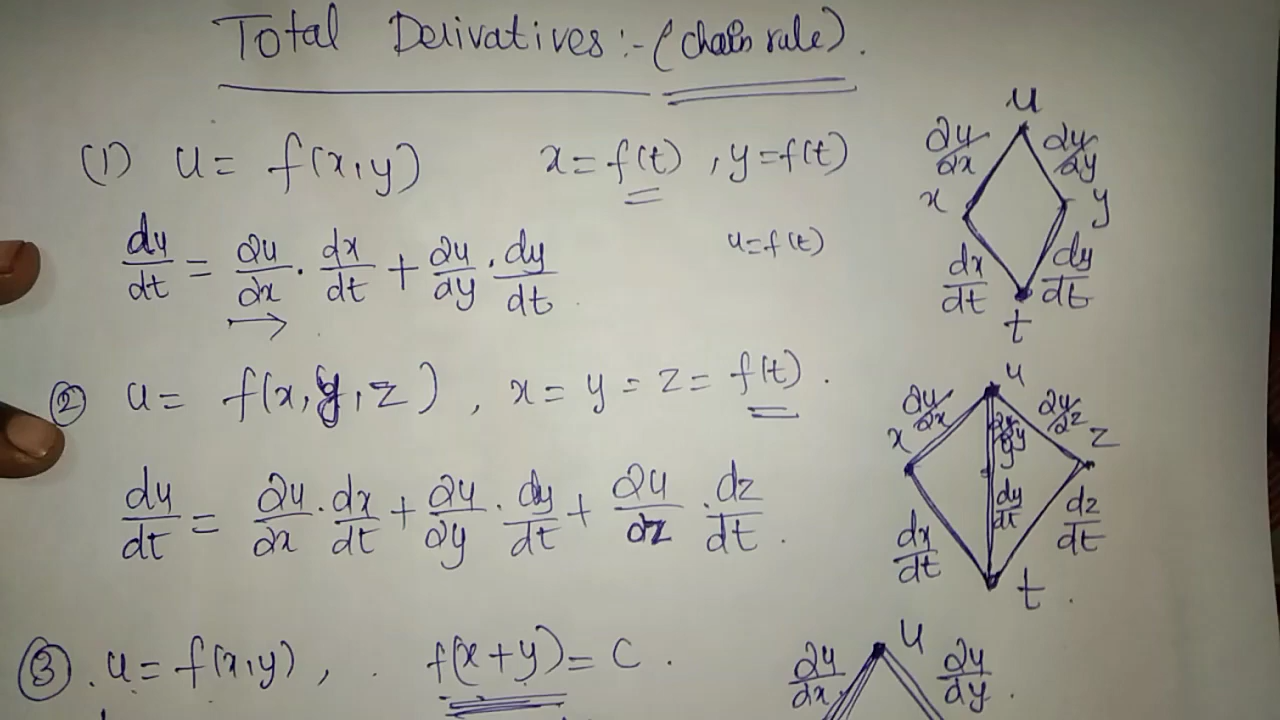 Total Derivatives :- (chain rule).
(1) u = f(x,y) x = f(t), y = f(t)
u = f(t)
du/dt = ∂u/∂x · dx/dt + ∂u/∂y · dy/dt
u
∂u/∂x ∂u/∂y
x y
dx/dt dy/dt
t
② u = f(x,y,z), x = y = z = f(t).
du/dt = ∂u/∂x · dx/dt + ∂u/∂y · dy/dt + ∂u/∂z · dz/dt.
u
∂u/∂x ∂u/∂y ∂u/∂z
x y z
dx/dt dy/dt dz/dt
t.
③. u = f(x,y), . f(x+y) = C.
u
∂u/∂x ∂u/∂y.